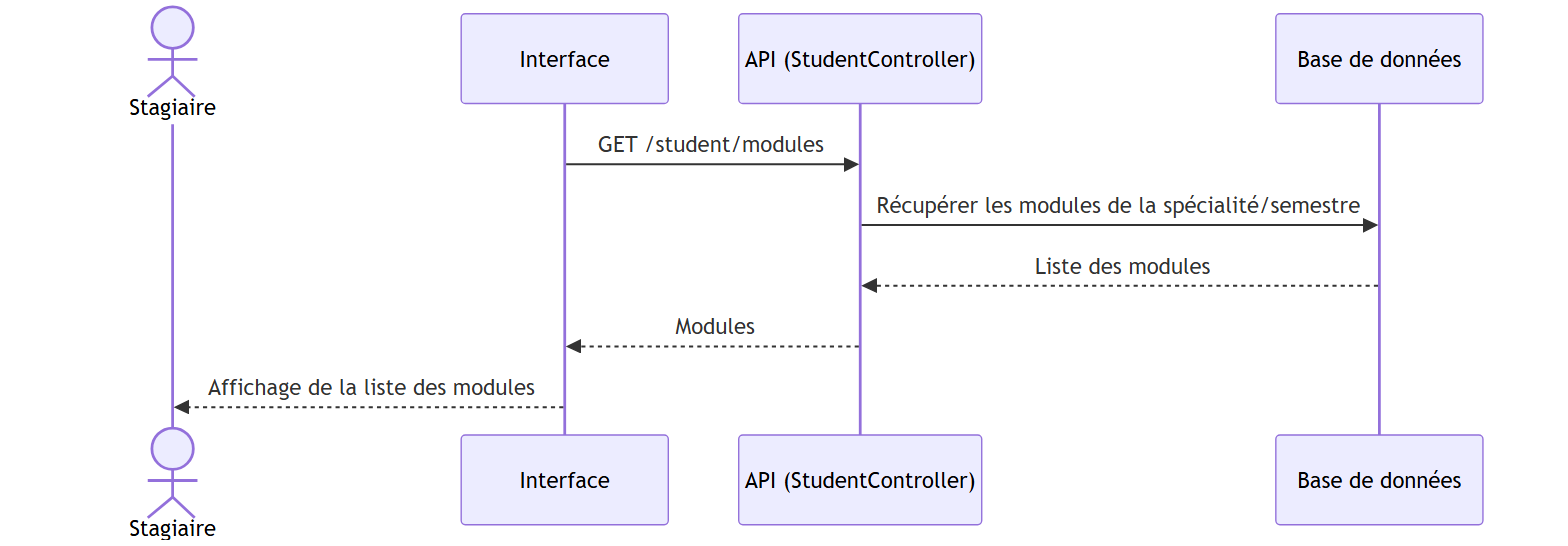 Stagiaire
Interface
API (StudentController)
Base de données
GET /student/modules
Récupérer les modules de la spécialité/semestre
Liste des modules
Modules
Affichage de la liste des modules
Stagiaire
Interface
API (StudentController)
Base de données